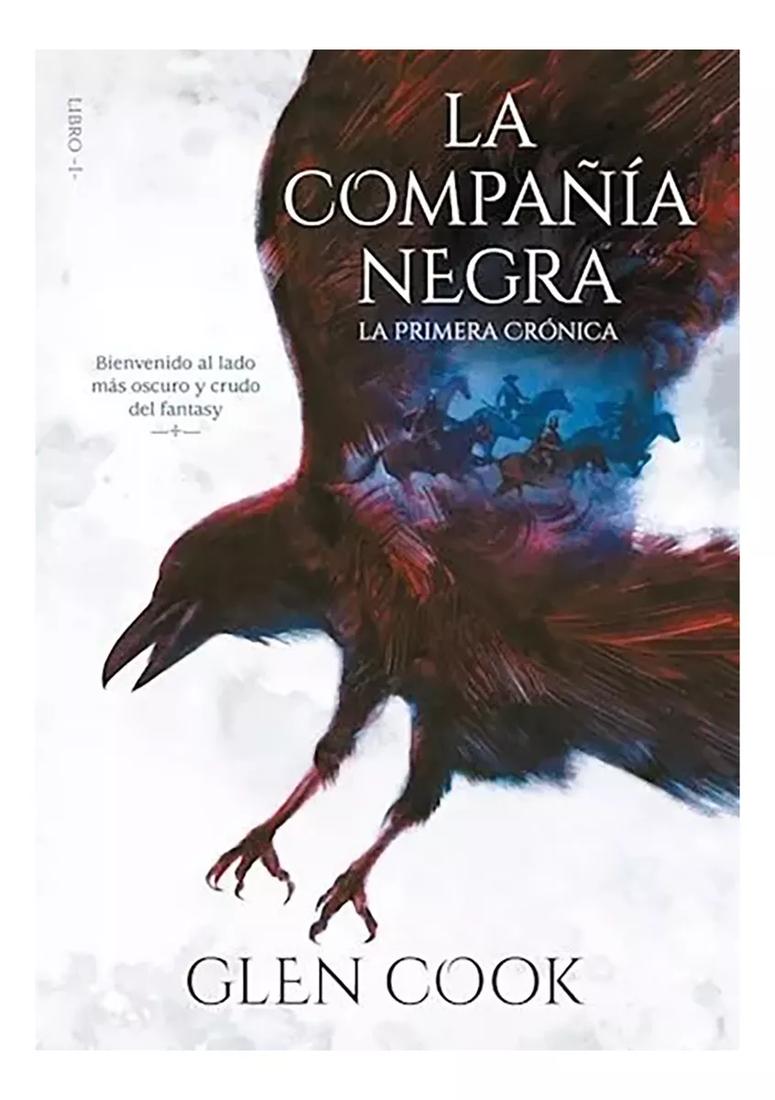 LIBRO -I-
LA
COMPAÑÍA
NEGRA
LA PRIMERA CRÓNICA
Bienvenido al lado
más oscuro y crudo
del fantasy
GLEN COOK